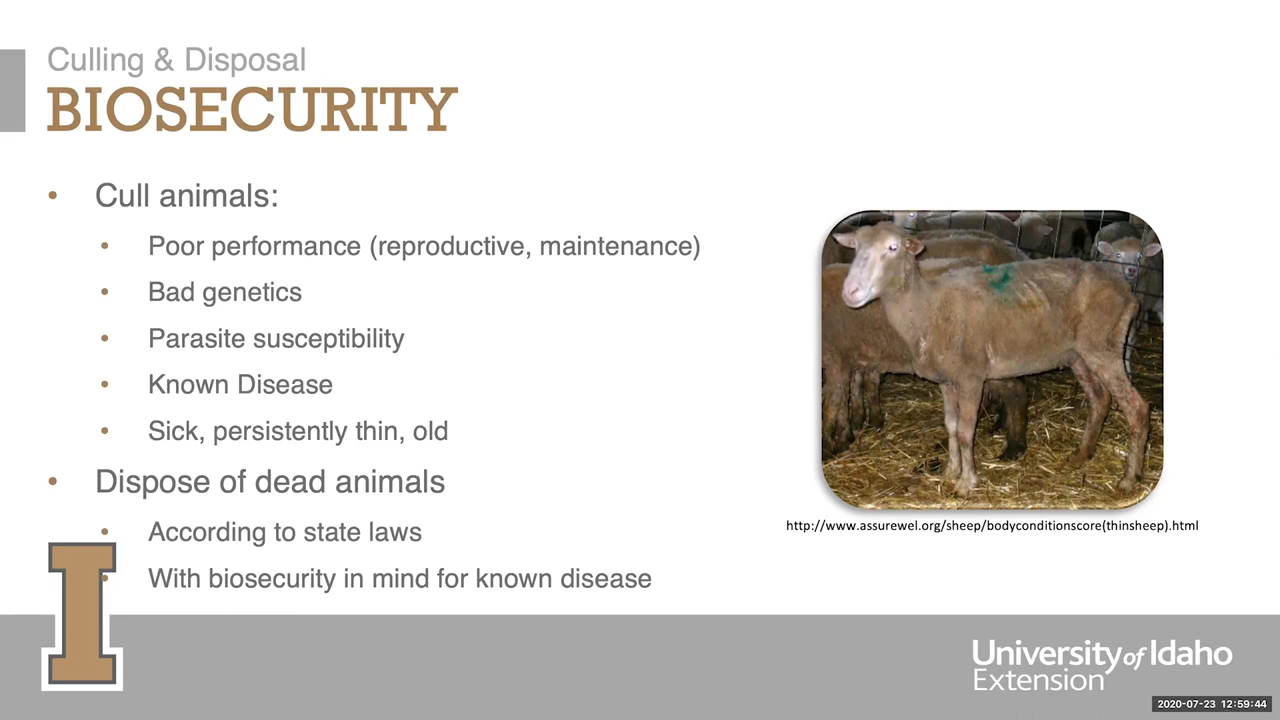 Culling & Disposal
BIOSECURITY
• Cull animals:
• Poor performance (reproductive, maintenance)
• Bad genetics
• Parasite susceptibility
• Known Disease
• Sick, persistently thin, old
• Dispose of dead animals
• According to state laws
• With biosecurity in mind for known disease
http://www.assurewel.org/sheep/bodyconditionscore(thinsheep).html
I
University of Idaho
Extension
2020-07-23 12:59:44